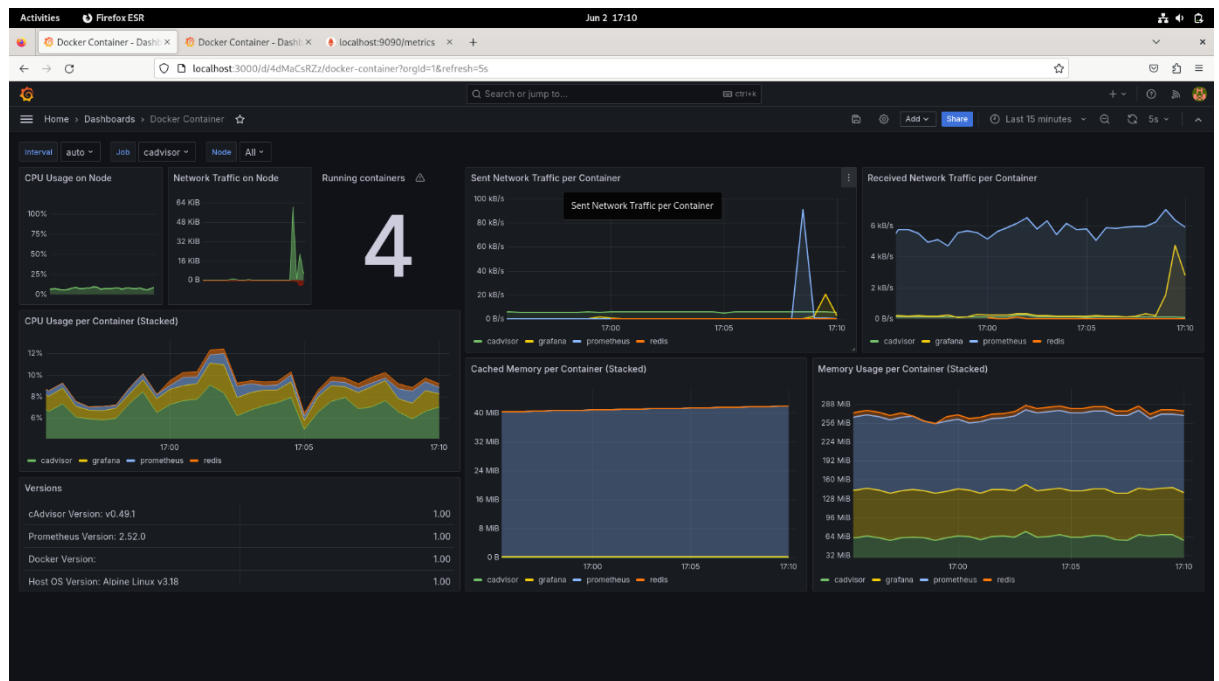 Activities Firefox ESR Jun 2 17:10
Docker Container - Dashb × Docker Container - Dashb × localhost:9090/metrics × +
localhost:3000/d/4dMaCsRZz/docker-container?orgId=1&refresh=5s
Search or jump to... ctrl+k
Home › Dashboards › Docker Container Add Share Last 15 minutes 5s
Interval auto Job cadvisor Node All
CPU Usage on Node
100%
75%
50%
25%
0%
Network Traffic on Node
64 KiB
48 KiB
32 KiB
16 KiB
0 B
Running containers
4
Sent Network Traffic per Container
Sent Network Traffic per Container
100 kB/s
80 kB/s
60 kB/s
40 kB/s
20 kB/s
0 B/s
17:00 17:05 17:10
cadvisor grafana prometheus redis
Received Network Traffic per Container
6 kB/s
4 kB/s
2 kB/s
0 B/s
17:00 17:05 17:10
cadvisor grafana prometheus redis
CPU Usage per Container (Stacked)
12%
10%
8%
6%
17:00 17:05 17:10
cadvisor grafana prometheus redis
Cached Memory per Container (Stacked)
40 MiB
32 MiB
24 MiB
16 MiB
8 MiB
0 B
17:00 17:05 17:10
cadvisor grafana prometheus redis
Memory Usage per Container (Stacked)
288 MiB
256 MiB
224 MiB
192 MiB
160 MiB
128 MiB
96 MiB
64 MiB
32 MiB
17:00 17:05 17:10
cadvisor grafana prometheus redis
Versions
cAdvisor Version: v0.49.1 1.00
Prometheus Version: 2.52.0 1.00
Docker Version: 1.00
Host OS Version: Alpine Linux v3.18 1.00